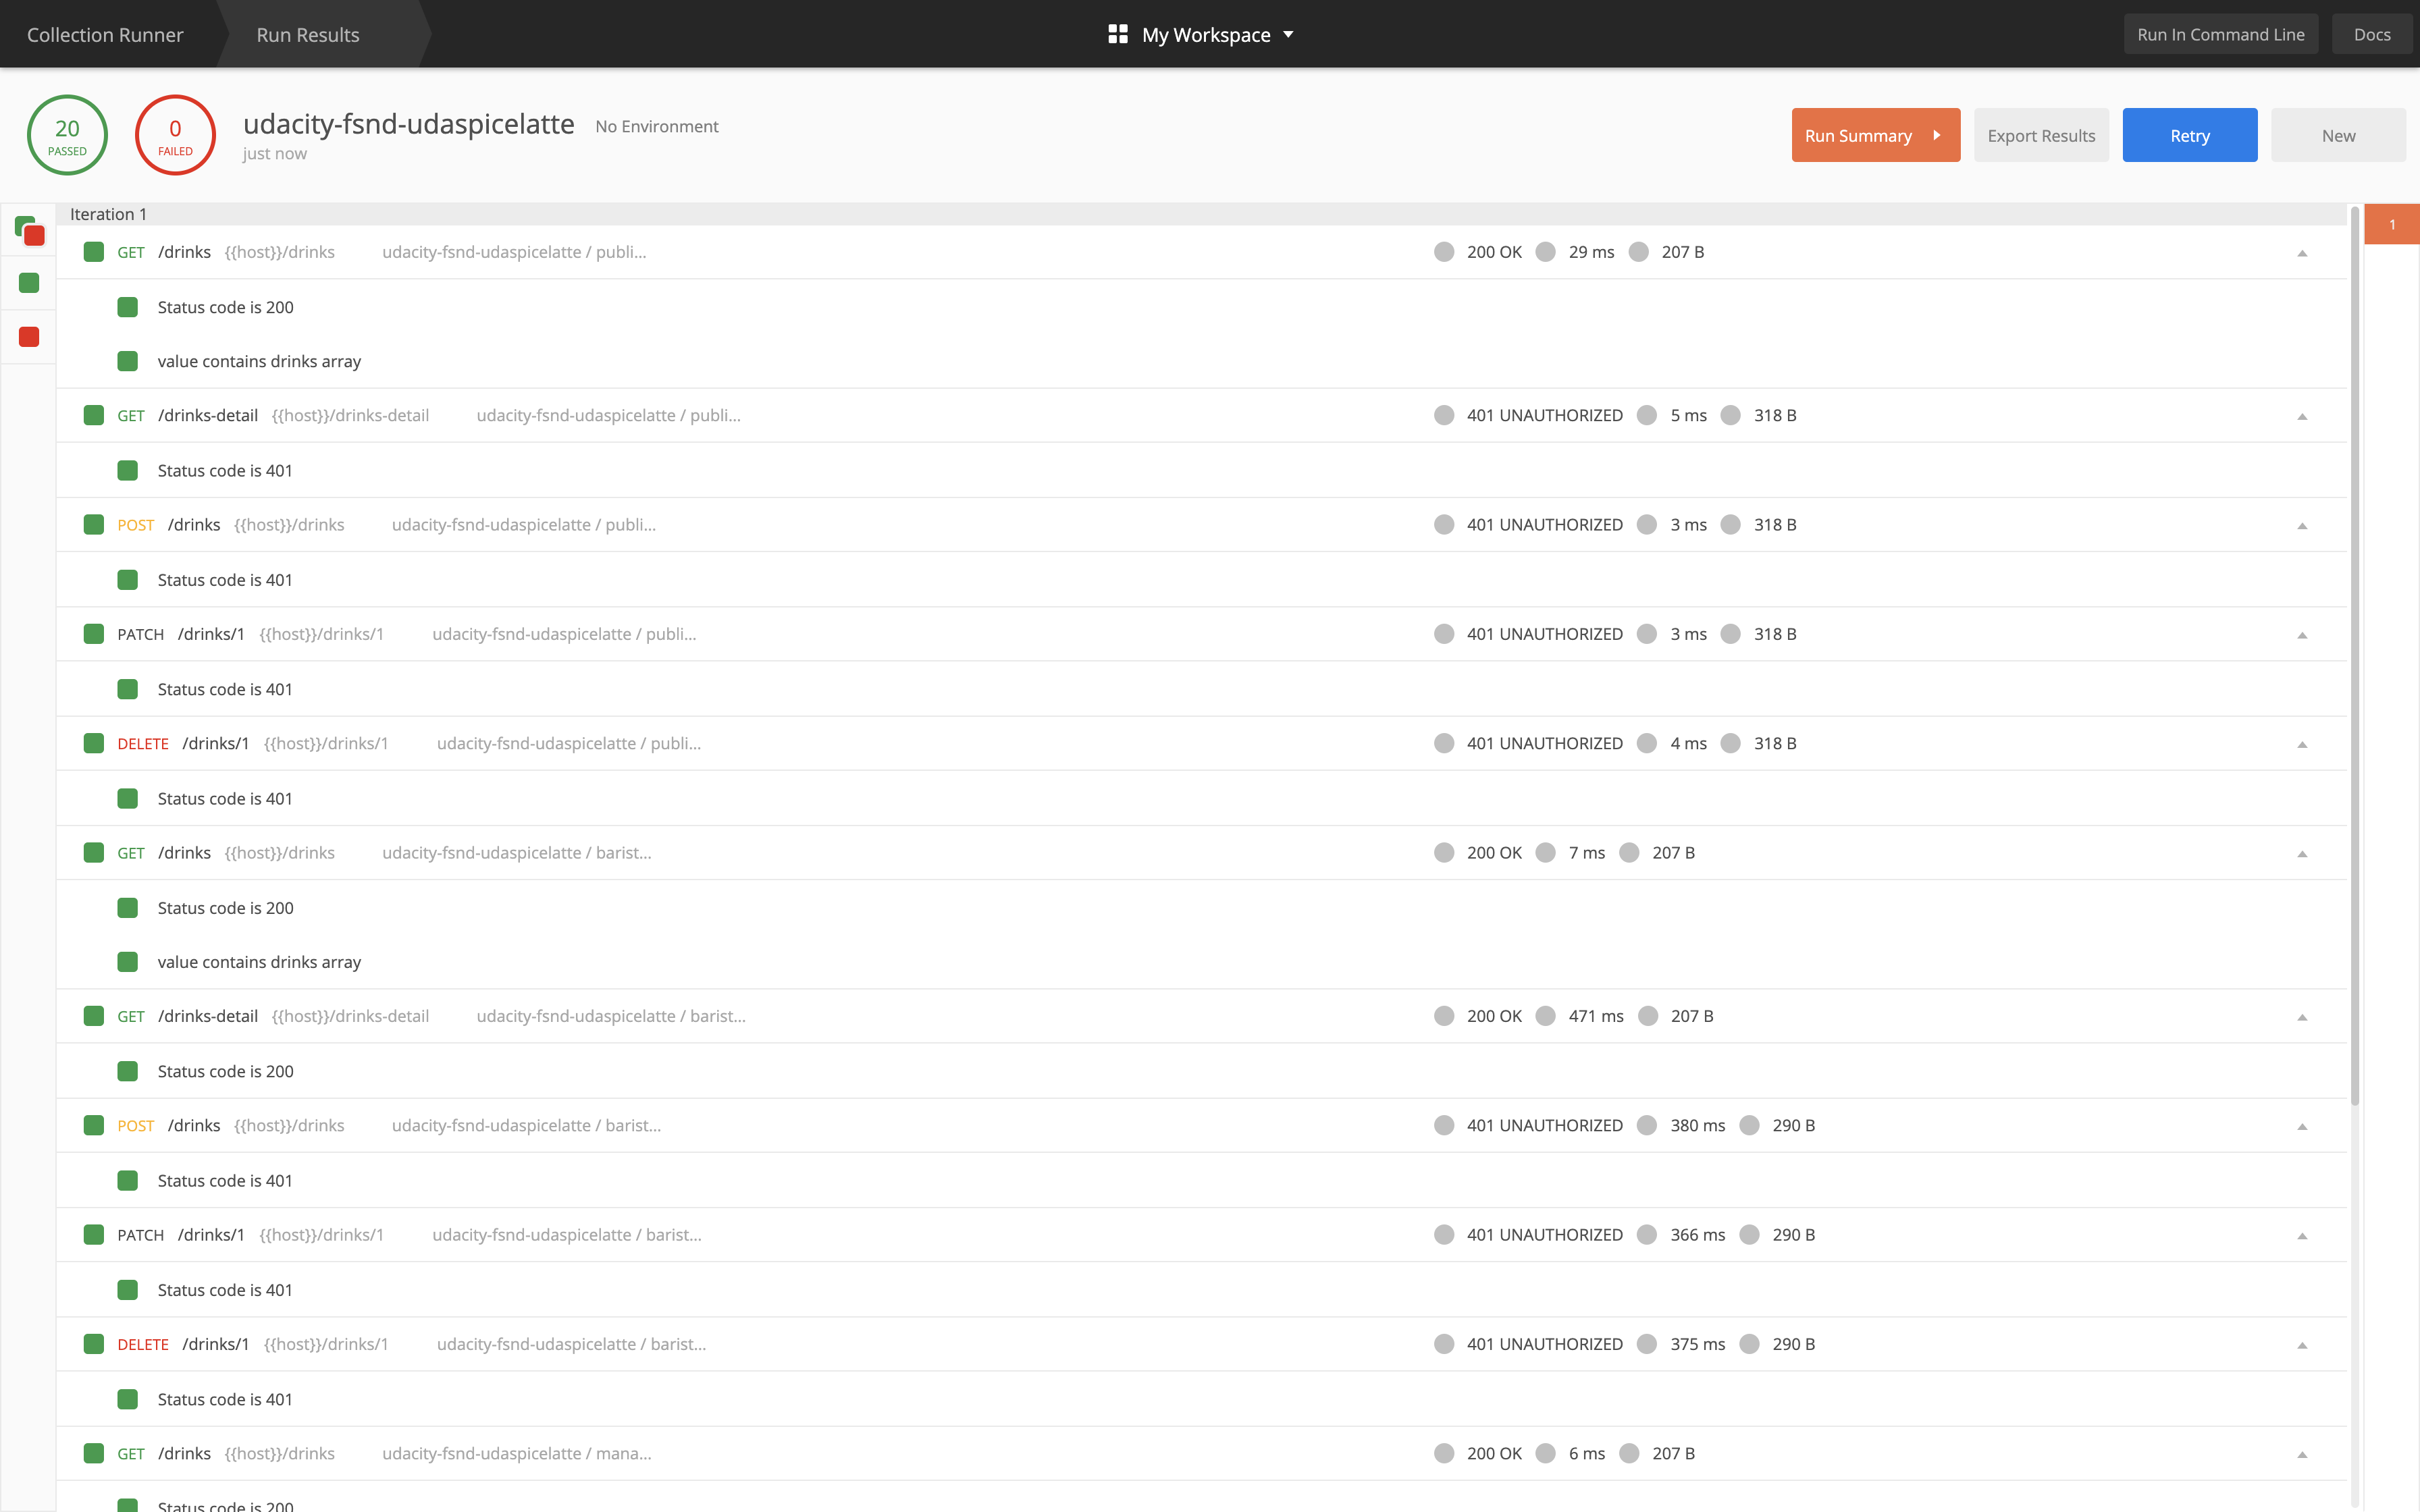 Collection Runner Run Results My Workspace Run In Command Line Docs
20 PASSED
0 FAILED
udacity-fsnd-udaspicelatte No Environment
just now
Run Summary Export Results Retry New
Iteration 1
1
GET /drinks {{host}}/drinks udacity-fsnd-udaspicelatte / publi... 200 OK 29 ms 207 B
Status code is 200
value contains drinks array
GET /drinks-detail {{host}}/drinks-detail udacity-fsnd-udaspicelatte / publi... 401 UNAUTHORIZED 5 ms 318 B
Status code is 401
POST /drinks {{host}}/drinks udacity-fsnd-udaspicelatte / publi... 401 UNAUTHORIZED 3 ms 318 B
Status code is 401
PATCH /drinks/1 {{host}}/drinks/1 udacity-fsnd-udaspicelatte / publi... 401 UNAUTHORIZED 3 ms 318 B
Status code is 401
DELETE /drinks/1 {{host}}/drinks/1 udacity-fsnd-udaspicelatte / publi... 401 UNAUTHORIZED 4 ms 318 B
Status code is 401
GET /drinks {{host}}/drinks udacity-fsnd-udaspicelatte / barist... 200 OK 7 ms 207 B
Status code is 200
value contains drinks array
GET /drinks-detail {{host}}/drinks-detail udacity-fsnd-udaspicelatte / barist... 200 OK 471 ms 207 B
Status code is 200
POST /drinks {{host}}/drinks udacity-fsnd-udaspicelatte / barist... 401 UNAUTHORIZED 380 ms 290 B
Status code is 401
PATCH /drinks/1 {{host}}/drinks/1 udacity-fsnd-udaspicelatte / barist... 401 UNAUTHORIZED 366 ms 290 B
Status code is 401
DELETE /drinks/1 {{host}}/drinks/1 udacity-fsnd-udaspicelatte / barist... 401 UNAUTHORIZED 375 ms 290 B
Status code is 401
GET /drinks {{host}}/drinks udacity-fsnd-udaspicelatte / mana... 200 OK 6 ms 207 B
Status code is 200